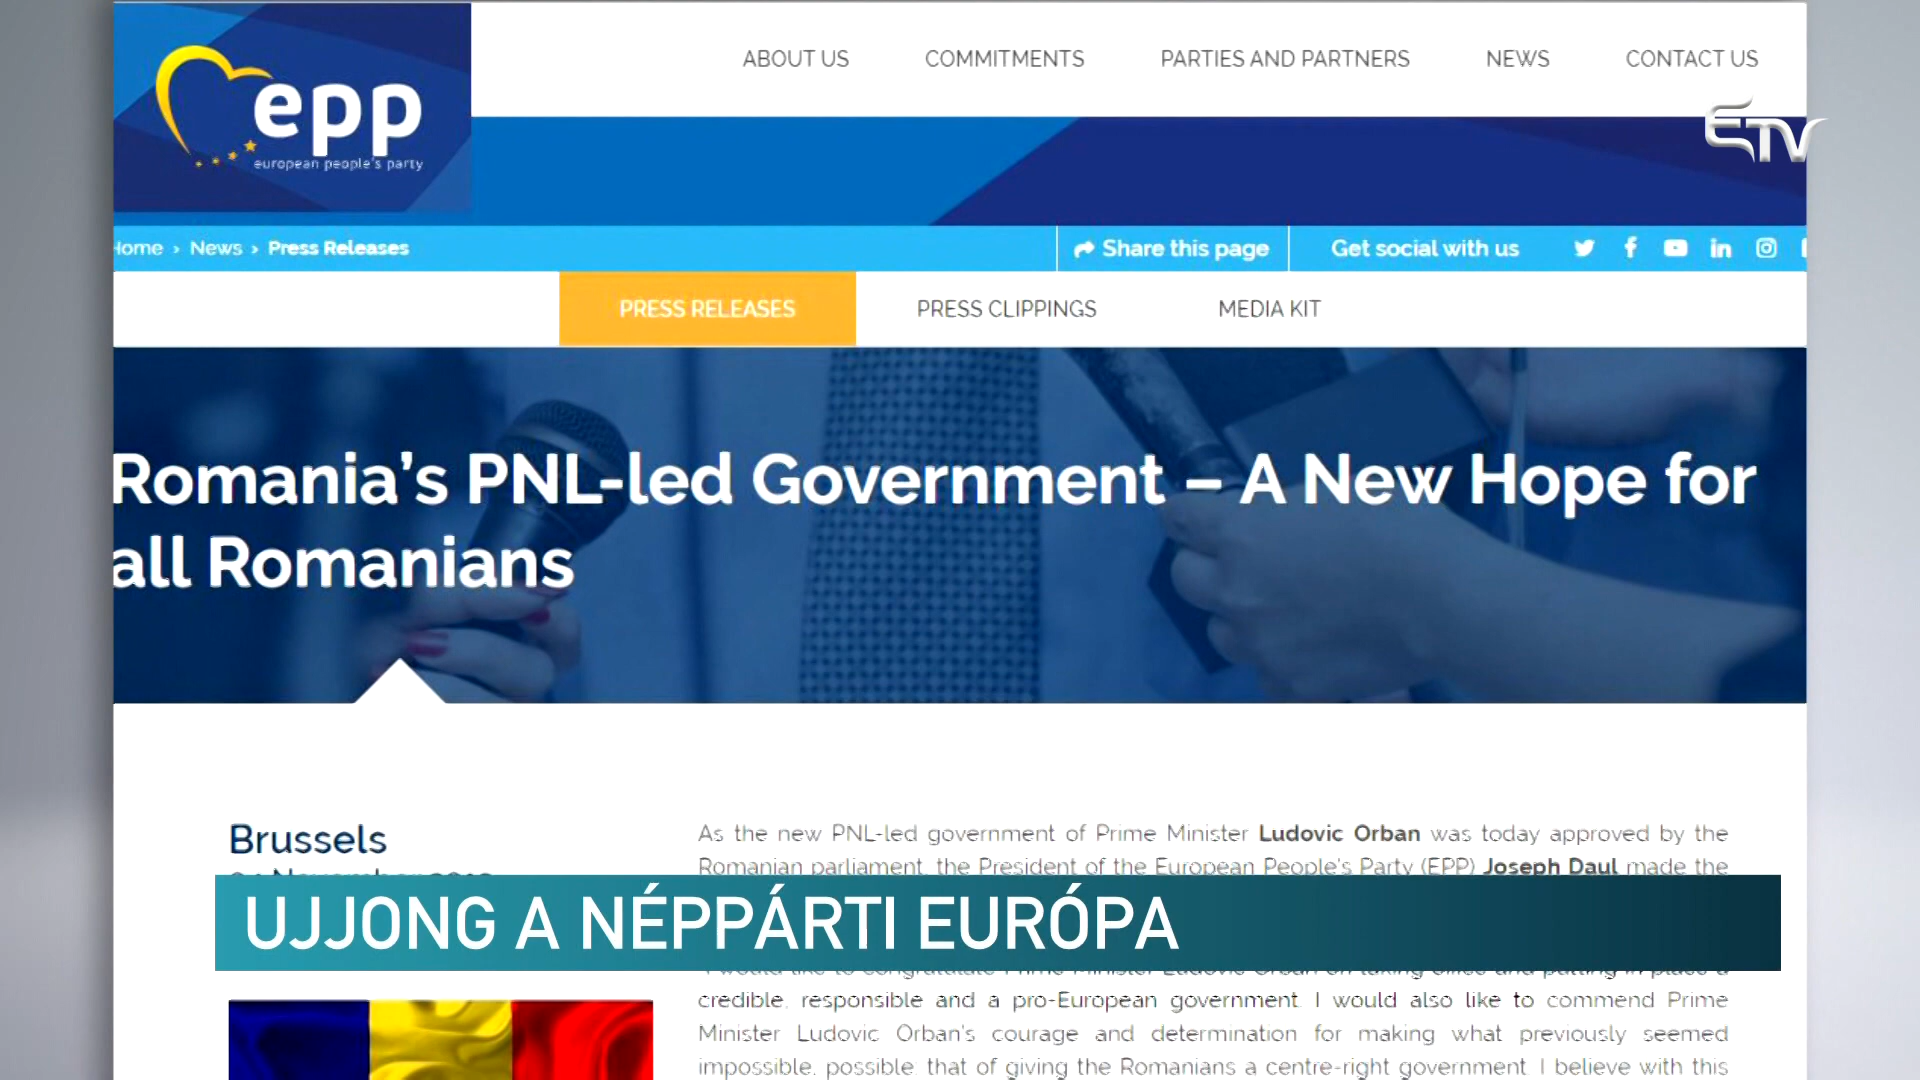 epp
european people's party
ABOUT US COMMITMENTS PARTIES AND PARTNERS NEWS CONTACT US
ETV
Home › News › Press Releases Share this page Get social with us
PRESS RELEASES PRESS CLIPPINGS MEDIA KIT
Romania's PNL-led Government – A New Hope for
all Romanians
Brussels
As the new PNL-led government of Prime Minister Ludovic Orban was today approved by the
Romanian parliament, the President of the European People's Party (EPP) Joseph Daul made the
UJJONG A NÉPPÁRTI EURÓPA
credible, responsible and a pro-European government. I would also like to commend Prime
Minister Ludovic Orban's courage and determination for making what previously seemed
impossible, possible: that of giving the Romanians a centre-right government. I believe with this